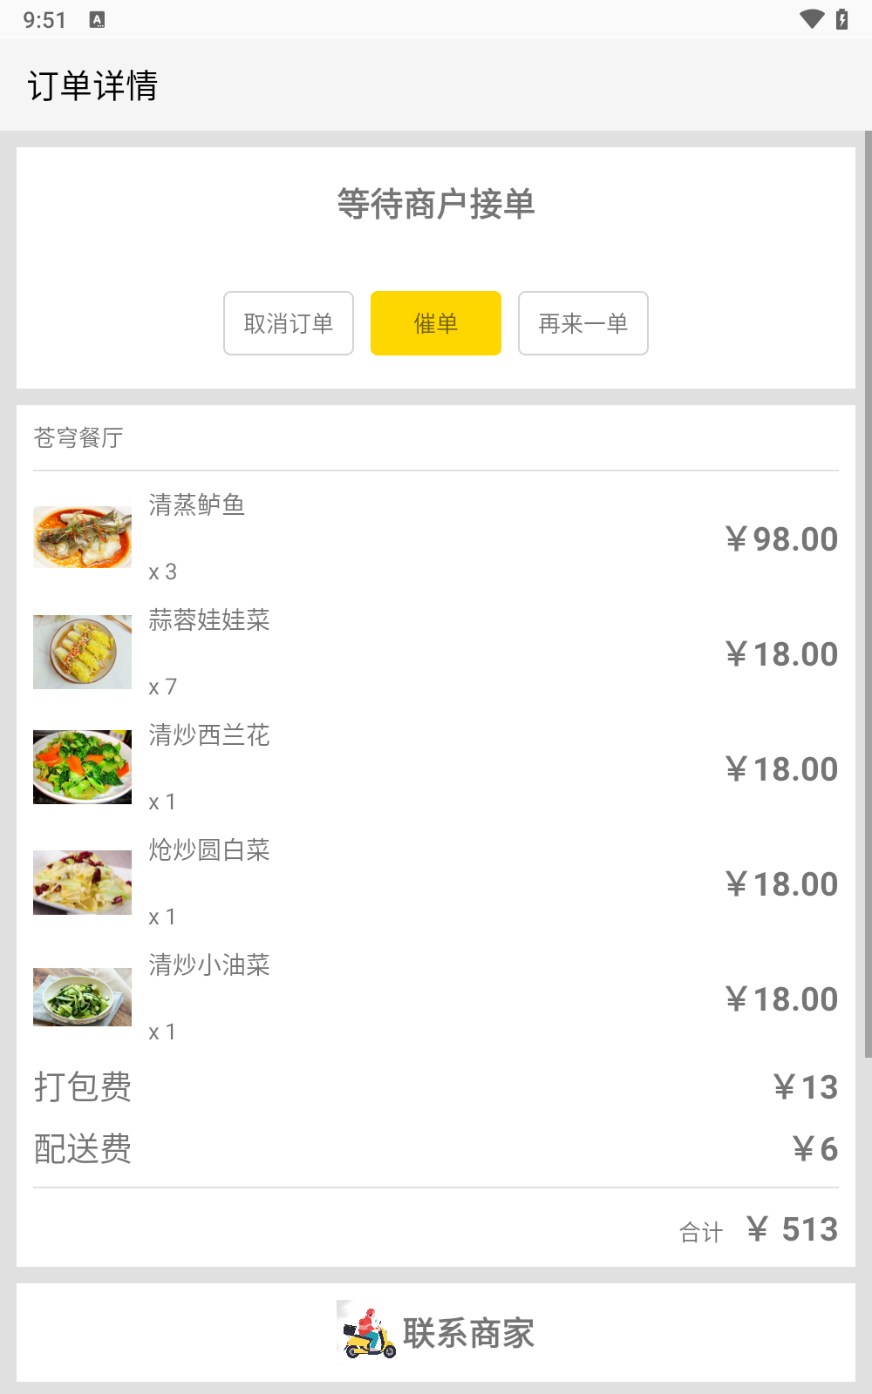 9:51
A
订单详情
等待商户接单
取消订单 催单 再来一单
苍穹餐厅
清蒸鲈鱼
x 3
￥98.00
蒜蓉娃娃菜
x 7
￥18.00
清炒西兰花
x 1
￥18.00
炝炒圆白菜
x 1
￥18.00
清炒小油菜
x 1
￥18.00
打包费 ￥13
配送费 ￥6
合计 ￥ 513
联系商家